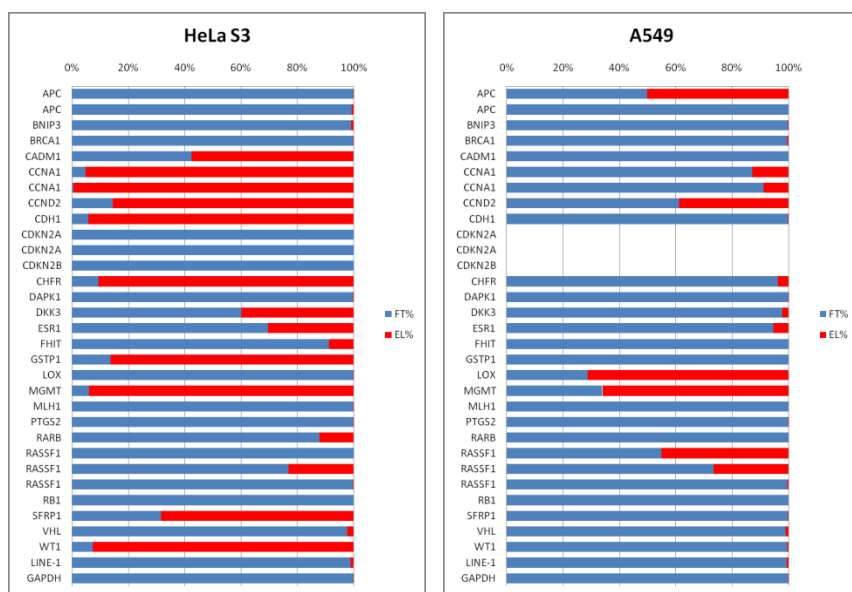 HeLa S3
0% 20% 40% 60% 80% 100%
APC
APC
BNIP3
BRCA1
CADM1
CCNA1
CCNA1
CCND2
CDH1
CDKN2A
CDKN2A
CDKN2B
CHFR
DAPK1
DKK3
ESR1
FHIT
GSTP1
LOX
MGMT
MLH1
PTGS2
RARB
RASSF1
RASSF1
RASSF1
RB1
SFRP1
VHL
WT1
LINE-1
GAPDH
FT%
EL%
A549
0% 20% 40% 60% 80% 100%
APC
APC
BNIP3
BRCA1
CADM1
CCNA1
CCNA1
CCND2
CDH1
CDKN2A
CDKN2A
CDKN2B
CHFR
DAPK1
DKK3
ESR1
FHIT
GSTP1
LOX
MGMT
MLH1
PTGS2
RARB
RASSF1
RASSF1
RASSF1
RB1
SFRP1
VHL
WT1
LINE-1
GAPDH
FT%
EL%